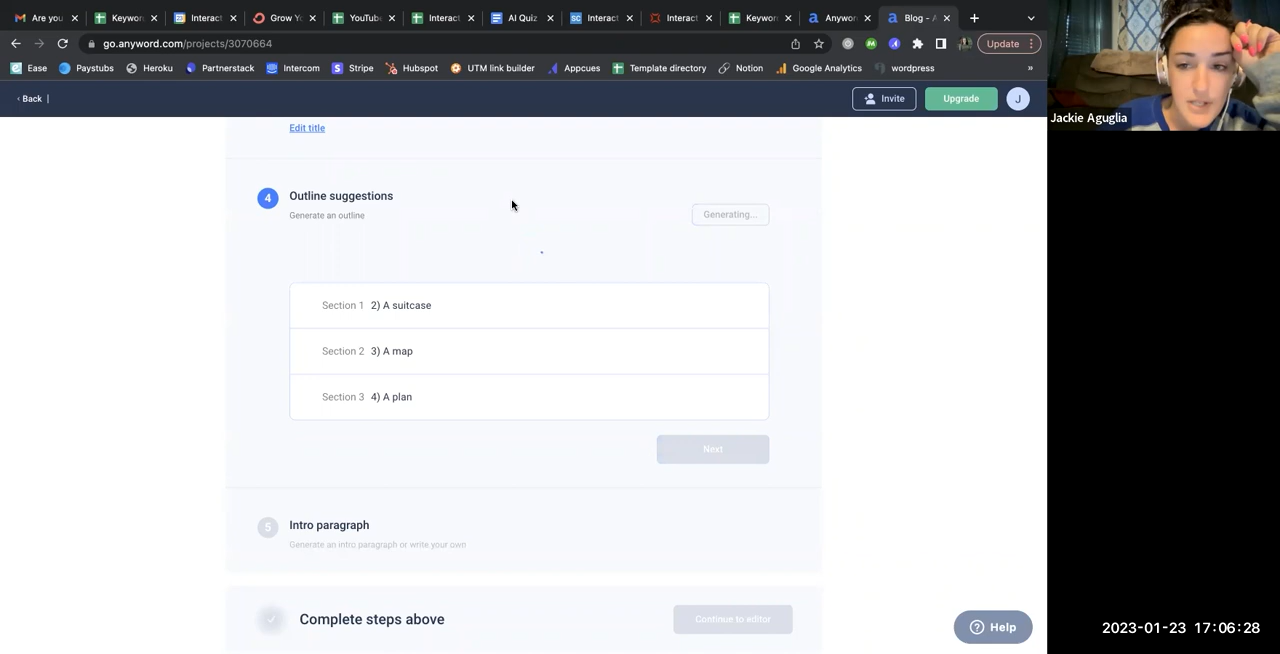 Are you
Keyword
Interact
Grow Y
YouTube
Interact
AI Quiz
Interact
Interact
Keywor
Anywor
Blog - A
go.anyword.com/projects/3070664
Update
Ease
Paystubs
Heroku
Partnerstack
Intercom
Stripe
Hubspot
UTM link builder
Appcues
Template directory
Notion
Google Analytics
wordpress
»
‹ Back |
Invite
Upgrade
J
Jackie Aguglia
Edit title
4
Outline suggestions
Generate an outline
Generating...
Section 1 2) A suitcase
Section 2 3) A map
Section 3 4) A plan
Next
5
Intro paragraph
Generate an intro paragraph or write your own
Complete steps above
Continue to editor
Help
2023-01-23 17:06:28